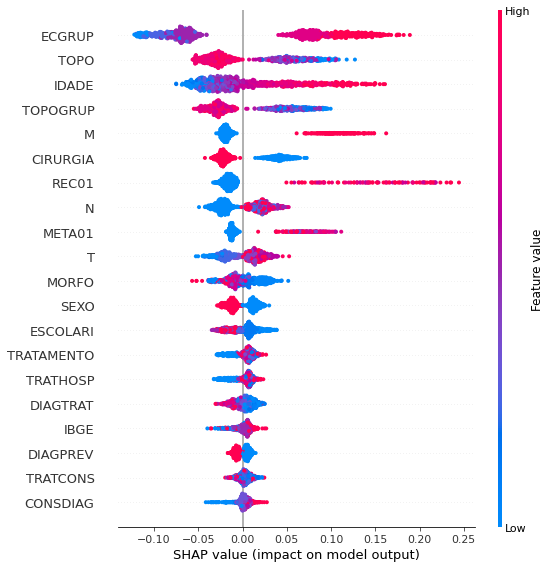 High
ECGRUP
TOPO
IDADE
TOPOGRUP
M
CIRURGIA
REC01
N
META01
T
MORFO
SEXO
ESCOLARI
TRATAMENTO
TRATHOSP
DIAGTRAT
IBGE
DIAGPREV
TRATCONS
CONSDIAG
Feature value
Low
−0.10 −0.05 0.00 0.05 0.10 0.15 0.20 0.25
SHAP value (impact on model output)